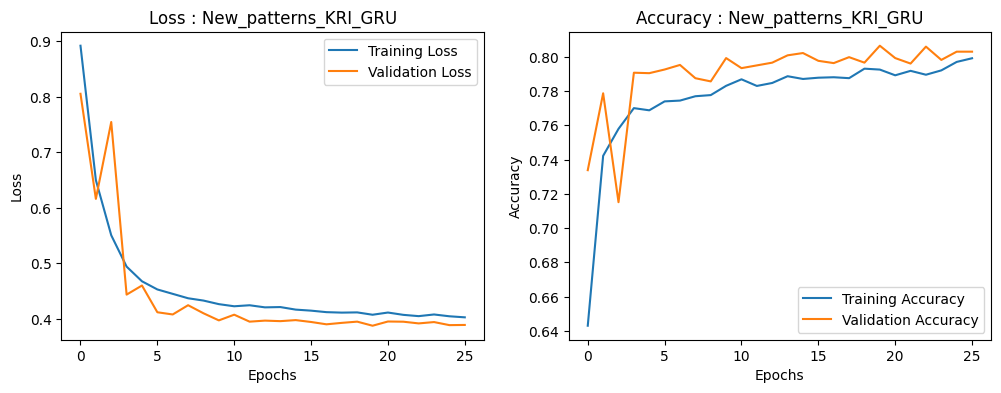 Loss : New_patterns_KRI_GRU
Training Loss
Validation Loss
0.9
0.8
0.7
0.6
0.5
0.4
Loss
0 5 10 15 20 25
Epochs
Accuracy : New_patterns_KRI_GRU
0.80
0.78
0.76
0.74
0.72
0.70
0.68
0.66
0.64
Accuracy
Training Accuracy
Validation Accuracy
0 5 10 15 20 25
Epochs